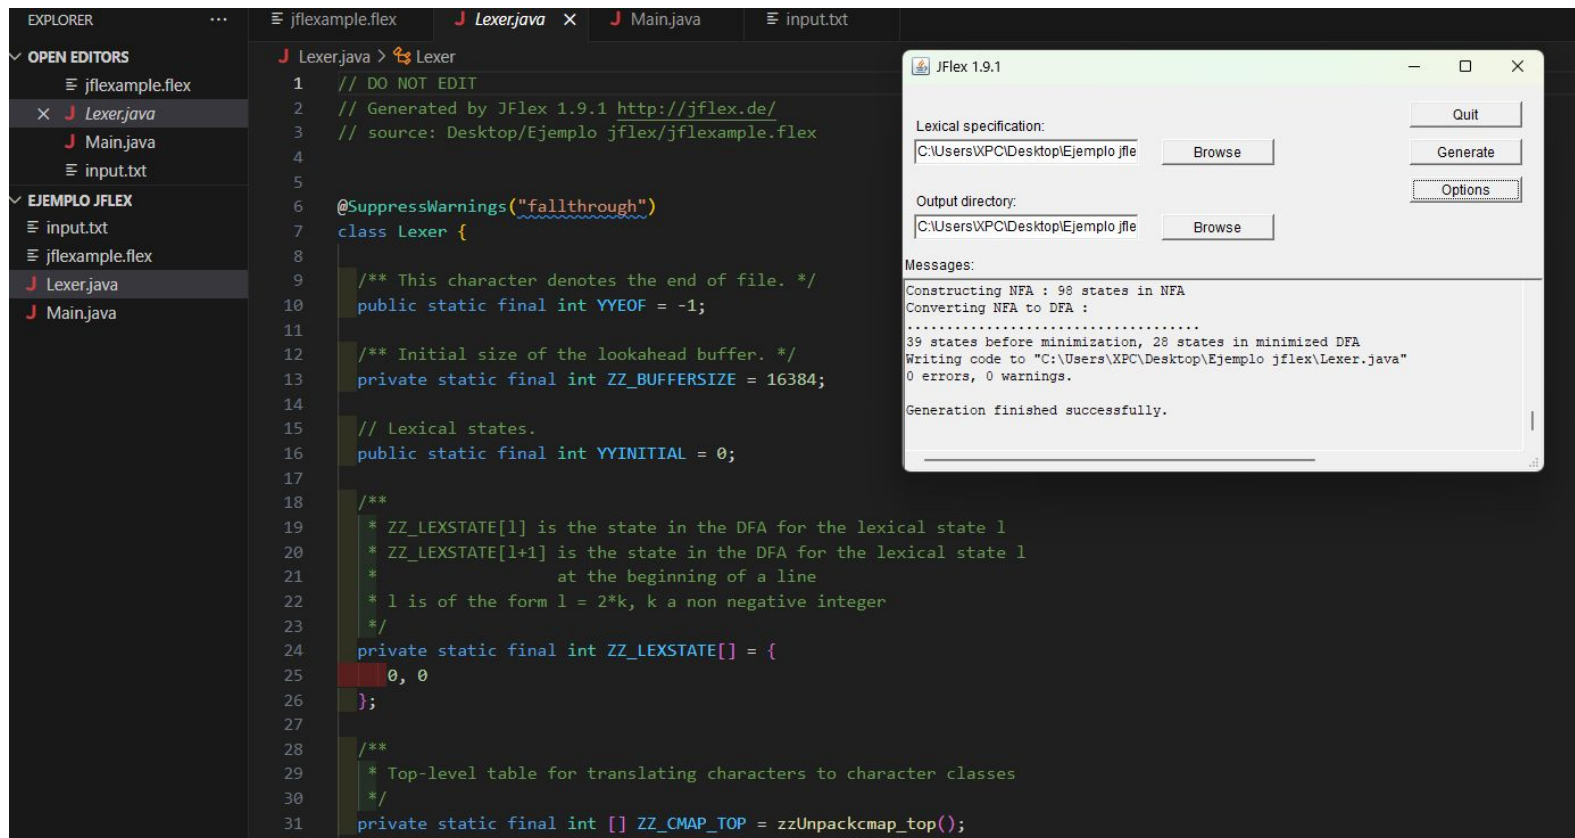 EXPLORER ...
OPEN EDITORS
jflexample.flex
Lexer.java
Main.java
input.txt
EJEMPLO JFLEX
input.txt
jflexample.flex
Lexer.java
Main.java
jflexample.flex Lexer.java Main.java input.txt
Lexer.java > Lexer
1 // DO NOT EDIT
2 // Generated by JFlex 1.9.1 http://jflex.de/
3 // source: Desktop/Ejemplo jflex/jflexample.flex
4
5
6 @SuppressWarnings("fallthrough")
7 class Lexer {
8
9 /** This character denotes the end of file. */
10 public static final int YYEOF = -1;
11
12 /** Initial size of the lookahead buffer. */
13 private static final int ZZ_BUFFERSIZE = 16384;
14
15 // Lexical states.
16 public static final int YYINITIAL = 0;
17
18 /**
19 * ZZ_LEXSTATE[l] is the state in the DFA for the lexical state l
20 * ZZ_LEXSTATE[l+1] is the state in the DFA for the lexical state l
21 * at the beginning of a line
22 * l is of the form l = 2*k, k a non negative integer
23 */
24 private static final int ZZ_LEXSTATE[] = {
25 0, 0
26 };
27
28 /**
29 * Top-level table for translating characters to character classes
30 */
31 private static final int [] ZZ_CMAP_TOP = zzUnpackcmap_top();
JFlex 1.9.1
Lexical specification:
C:\Users\XPC\Desktop\Ejemplo jfle Browse
Output directory:
C:\Users\XPC\Desktop\Ejemplo jfle Browse
Quit
Generate
Options
Messages:
Constructing NFA : 98 states in NFA
Converting NFA to DFA :
.....................................
39 states before minimization, 28 states in minimized DFA
Writing code to "C:\Users\XPC\Desktop\Ejemplo jflex\Lexer.java"
0 errors, 0 warnings.
Generation finished successfully.